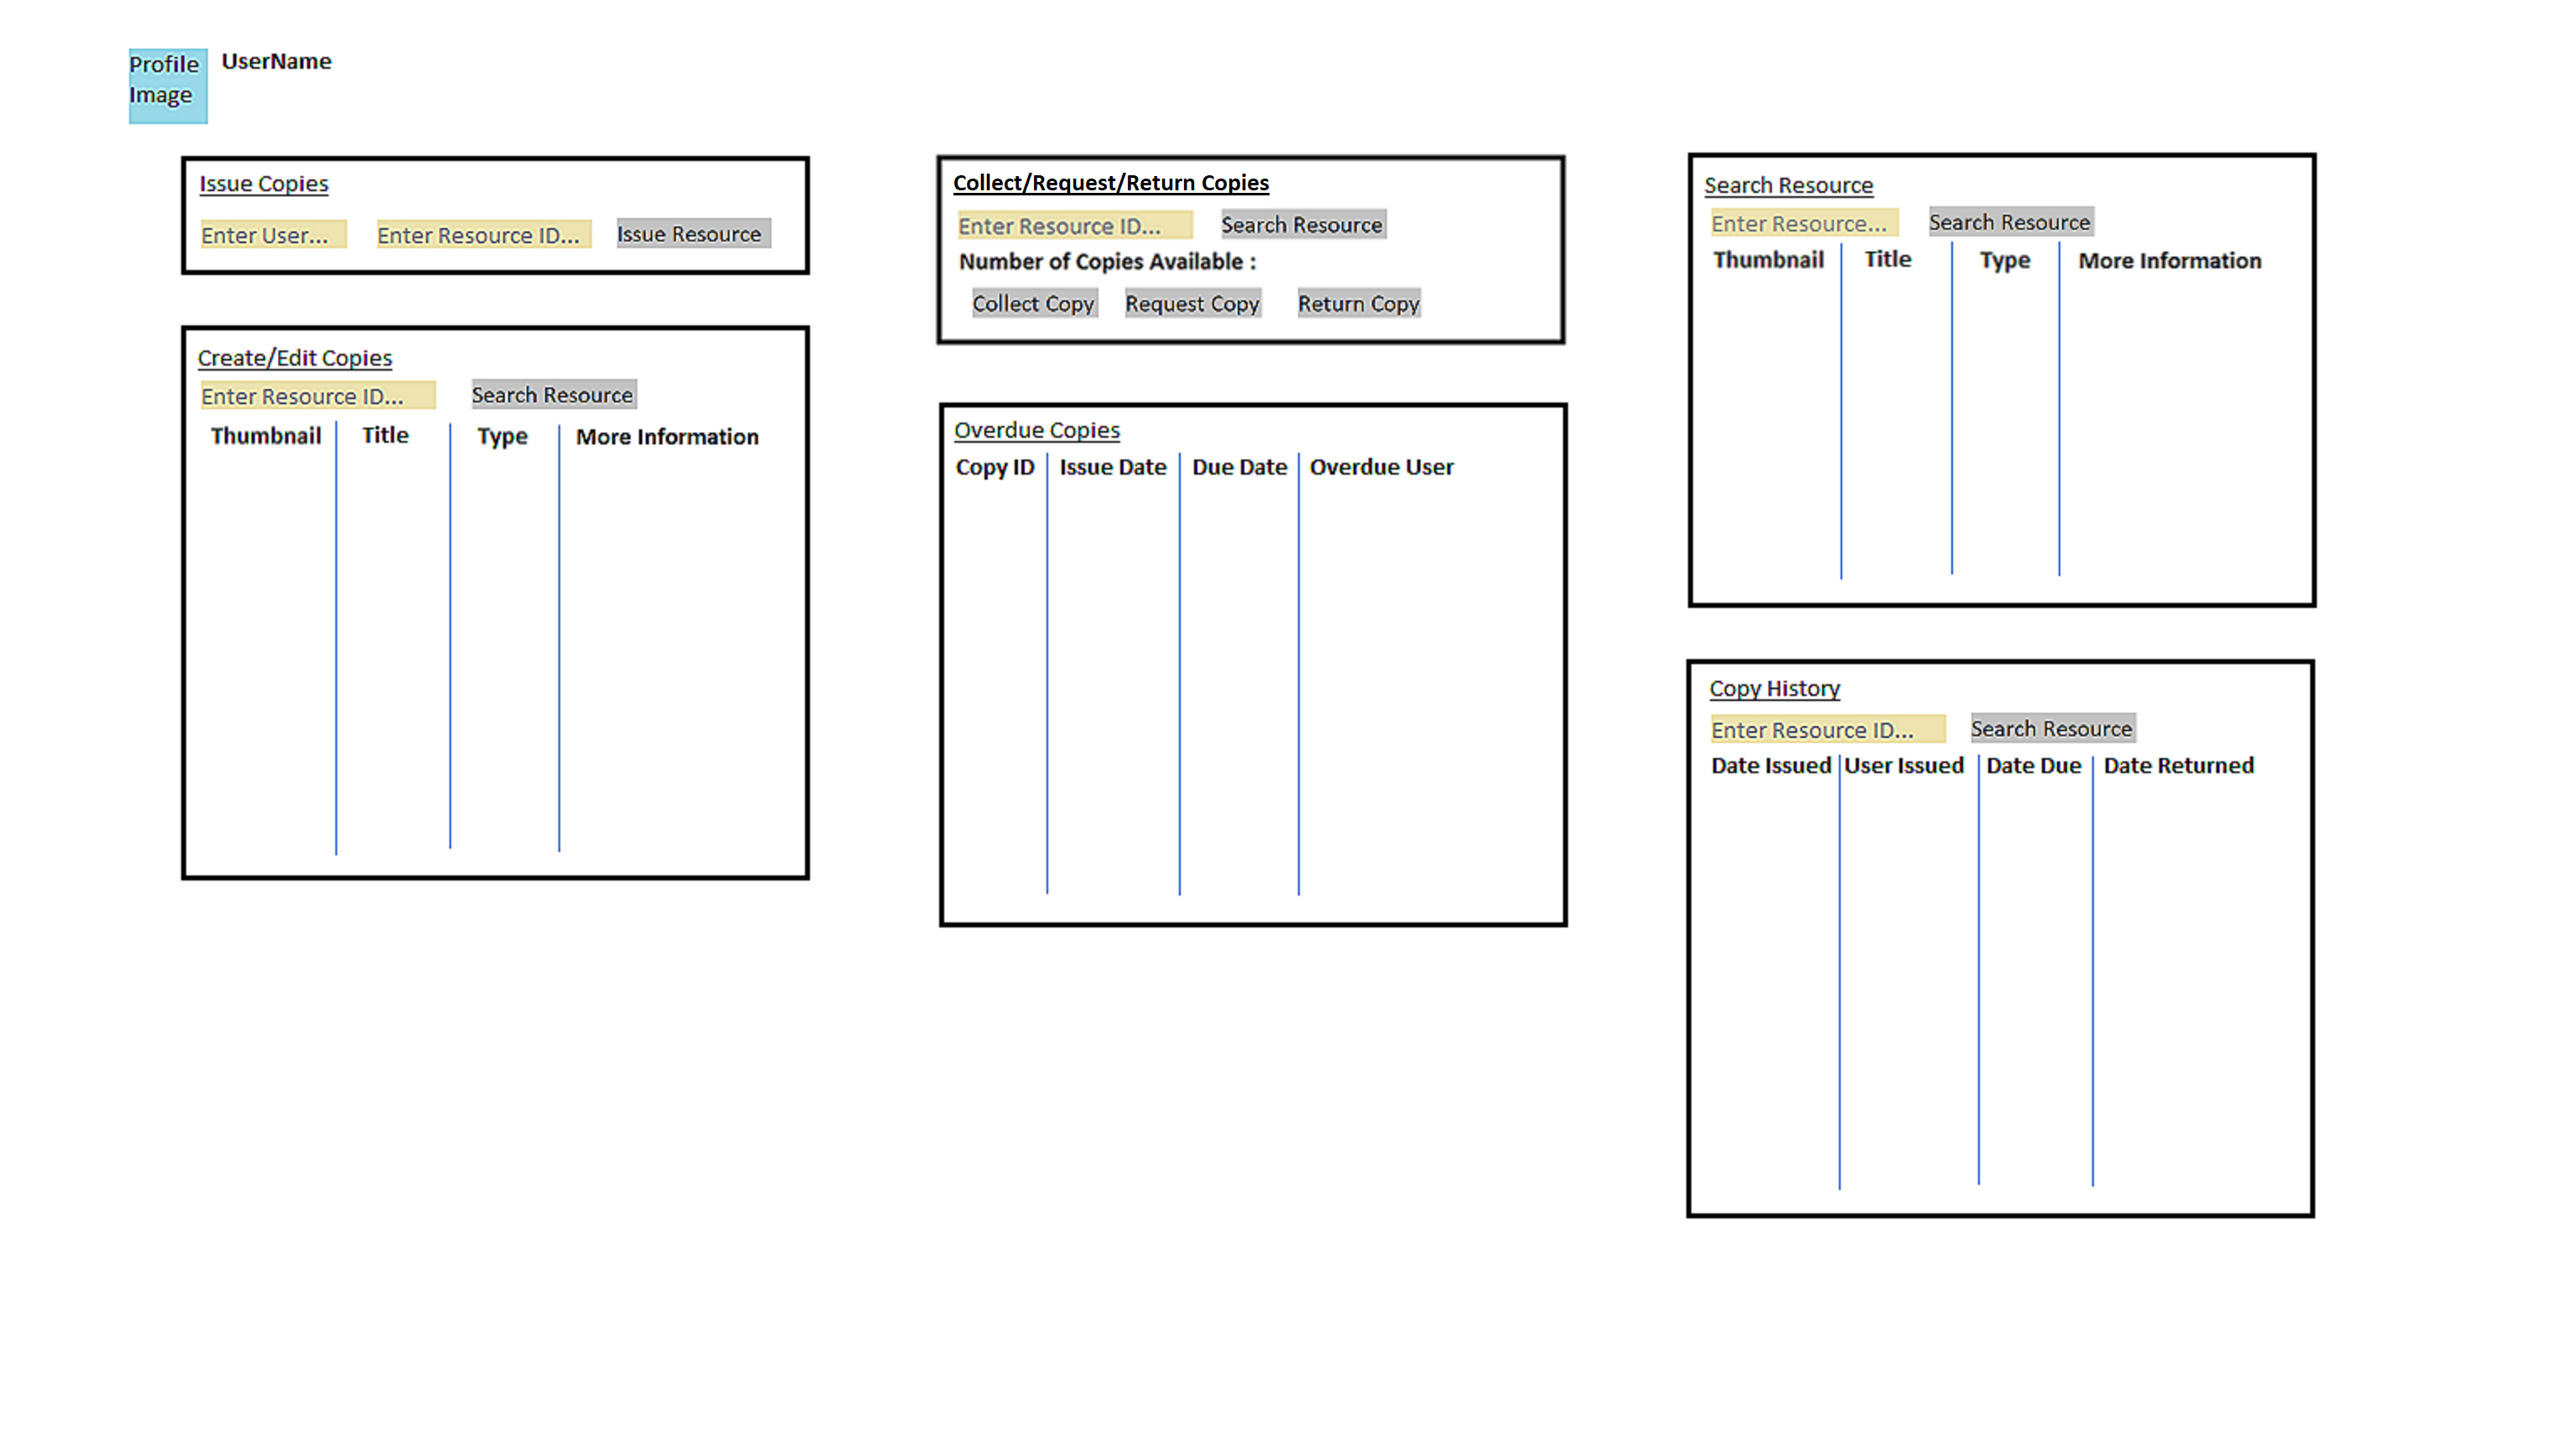 Profile
Image
UserName
Issue Copies
Enter User... Enter Resource ID... Issue Resource
Create/Edit Copies
Enter Resource ID... Search Resource
Thumbnail Title Type More Information
Collect/Request/Return Copies
Enter Resource ID... Search Resource
Number of Copies Available :
Collect Copy Request Copy Return Copy
Overdue Copies
Copy ID Issue Date Due Date Overdue User
Search Resource
Enter Resource... Search Resource
Thumbnail Title Type More Information
Copy History
Enter Resource ID... Search Resource
Date Issued User Issued Date Due Date Returned